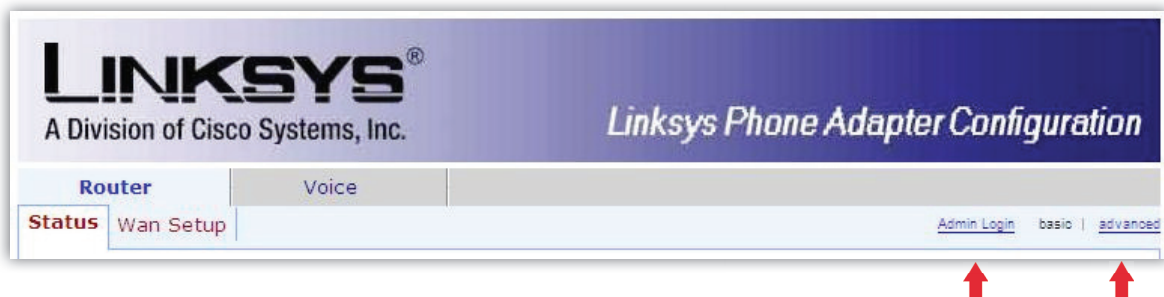 LINKSYS®
A Division of Cisco Systems, Inc.
Linksys Phone Adapter Configuration
Router Voice
Status Wan Setup Admin Login basic | advanced